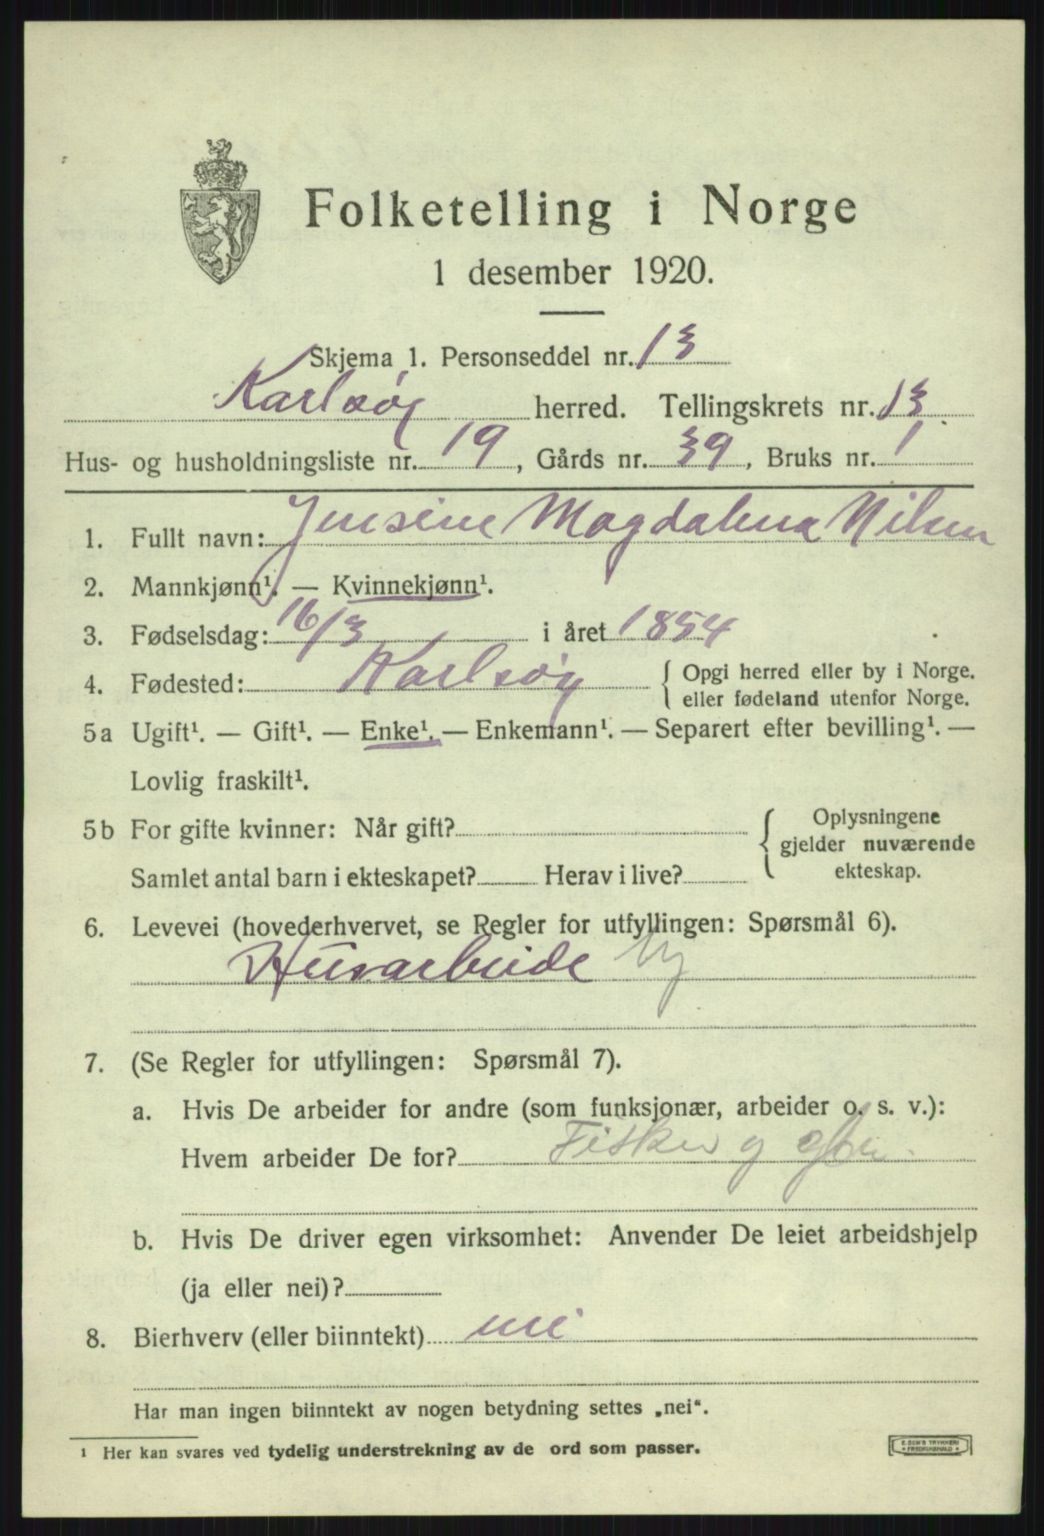 Folketelling i Norge
1 desember 1920.
Skjema 1. Personseddel nr. 13
Karlsøy herred. Tellingskrets nr. 13.
Hus- og husholdningsliste nr. 19, Gårds nr. 39, Bruks nr. 1
1. Fullt navn: Jensine Magdalena Nilsen
2. Mannkjønn¹. — Kvinnekjønn¹.
3. Fødselsdag: 16/3 i året 1854
4. Fødested: Karlsøy { Opgi herred eller by i Norge.
eller fødeland utenfor Norge.
5a Ugift¹. — Gift¹. — Enke¹. — Enkemann¹. — Separert efter bevilling¹. —
Lovlig fraskilt¹.
5b For gifte kvinner: Når gift? { Oplysningene
gjelder nuværende
Samlet antal barn i ekteskapet? Herav i live? ekteskap.
6. Levevei (hovederhvervet, se Regler for utfyllingen: Spørsmål 6).
Husarbeide
7. (Se Regler for utfyllingen: Spørsmål 7).
a. Hvis De arbeider for andre (som funksjonær, arbeider o. s. v.):
Hvem arbeider De for? Fisker g
b. Hvis De driver egen virksomhet: Anvender De leiet arbeidshjelp
(ja eller nei)?
8. Bierhverv (eller biinntekt) nei
Har man ingen biinntekt av nogen betydning settes „nei“.
¹ Her kan svares ved tydelig understrekning av de ord som passer.